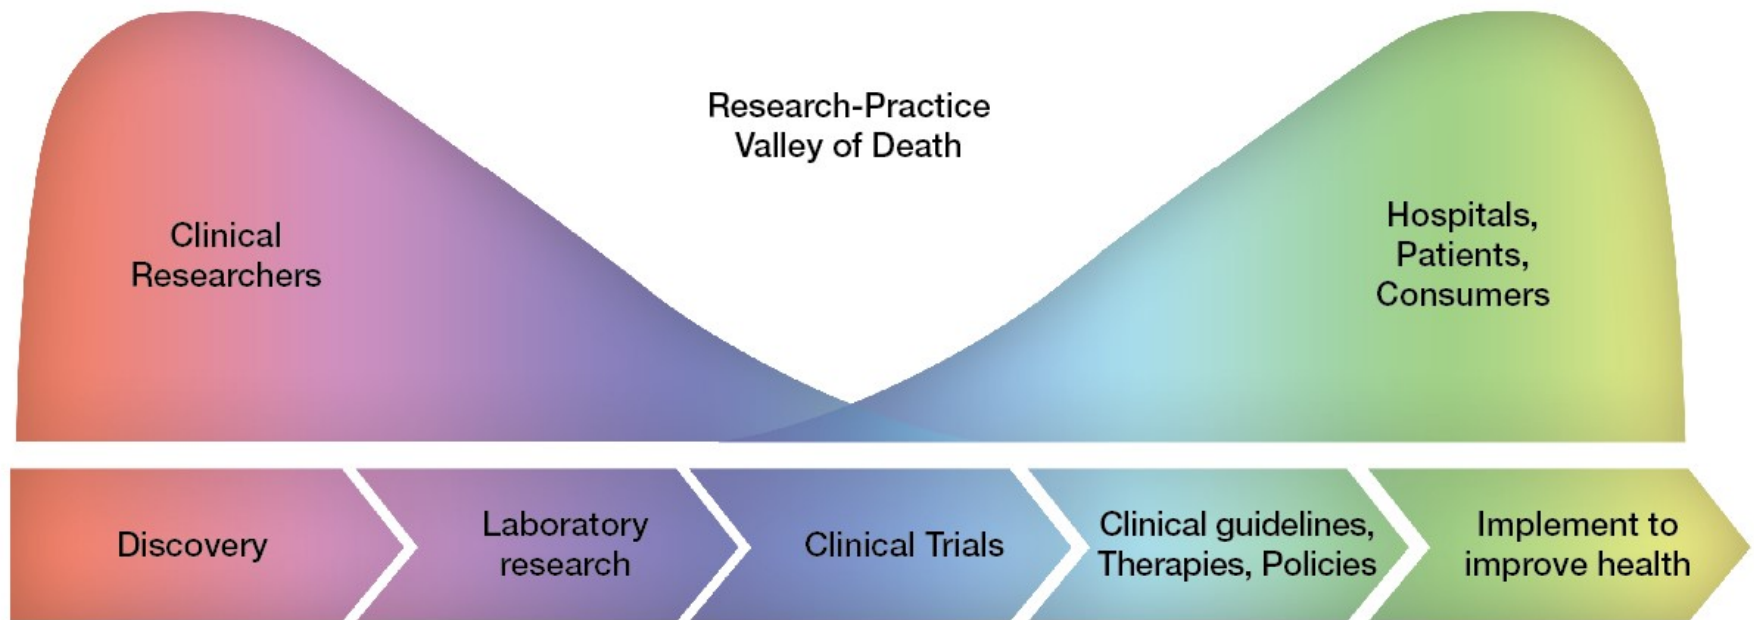 Research-Practice
Valley of Death
Clinical
Researchers
Hospitals,
Patients,
Consumers
Discovery
Laboratory
research
Clinical Trials
Clinical guidelines,
Therapies, Policies
Implement to
improve health